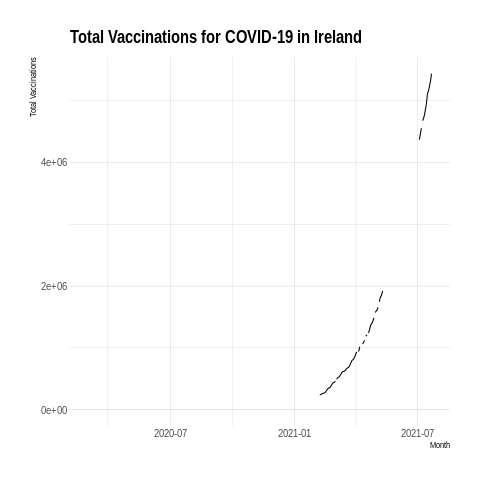 Total Vaccinations for COVID-19 in Ireland
Total Vaccinations
4e+06
2e+06
0e+00
2020-07
2021-01
2021-07
Month